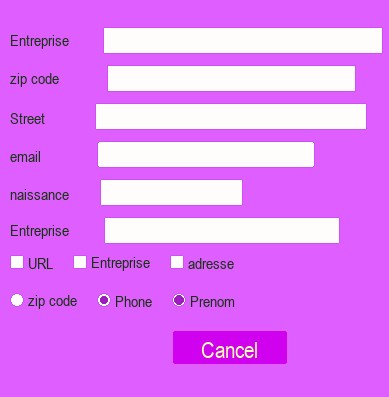 Entreprise
zip code
Street
email
naissance
Entreprise
URL Entreprise adresse
zip code Phone Prenom
Cancel